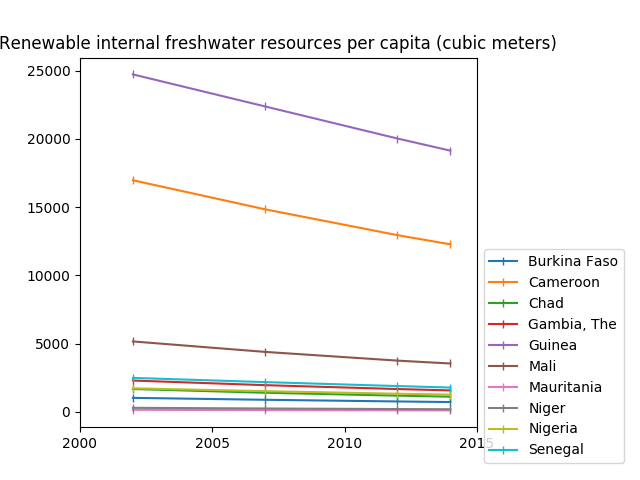 Renewable internal freshwater resources per capita (cubic meters)
25000
20000
15000
10000
5000
0
2000
2005
2010
2015
Burkina Faso
Cameroon
Chad
Gambia, The
Guinea
Mali
Mauritania
Niger
Nigeria
Senegal